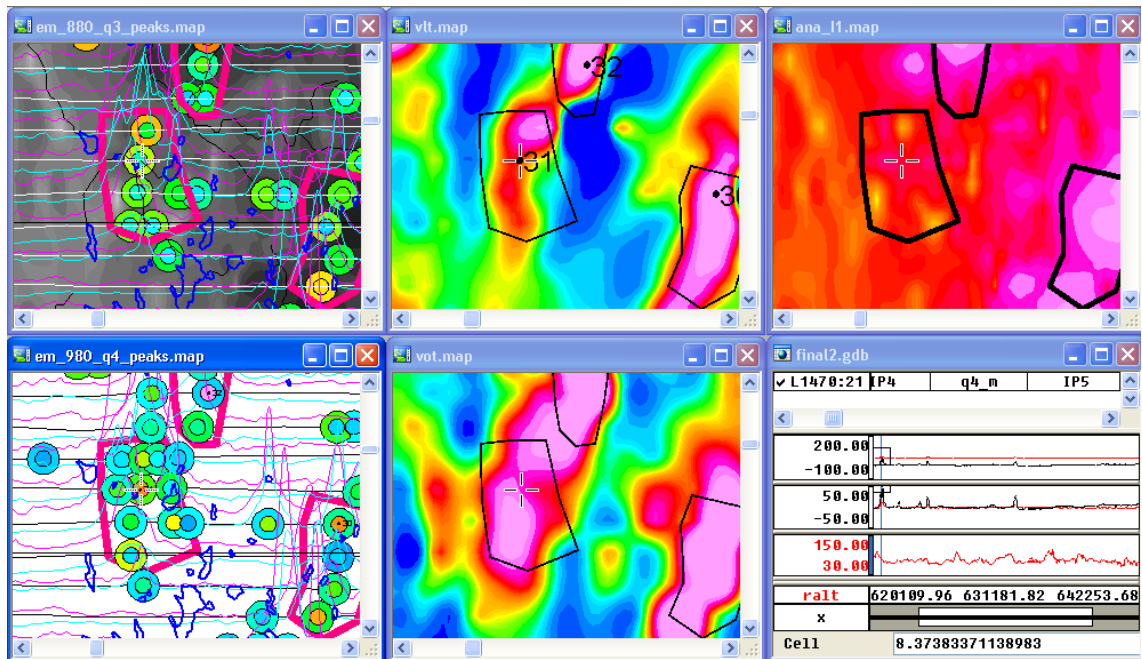 em_880_q3_peaks.map
vlt.map
ana_l1.map
32
31
em_980_q4_peaks.map
vot.map
final2.gdb
L1470:21 IP4 q4_m IP5
200.00
-100.00
50.00
-50.00
150.00
30.00
ralt 620109.96 631181.82 642253.68
x
Cell 8.37383371138983